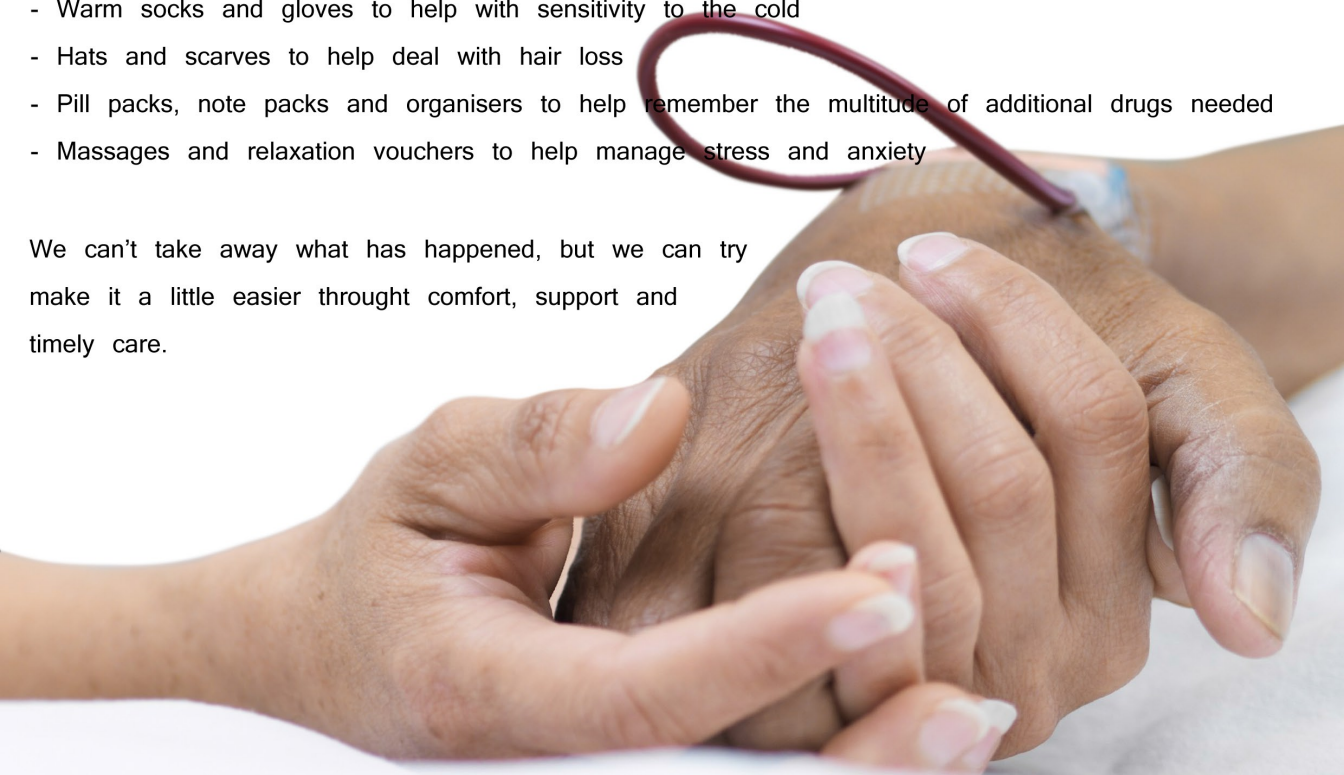 - Warm socks and gloves to help with sensitivity to the cold
- Hats and scarves to help deal with hair loss
- Pill packs, note packs and organisers to help remember the multitude of additional drugs needed
- Massages and relaxation vouchers to help manage stress and anxiety
We can’t take away what has happened, but we can try
make it a little easier throught comfort, support and
timely care.